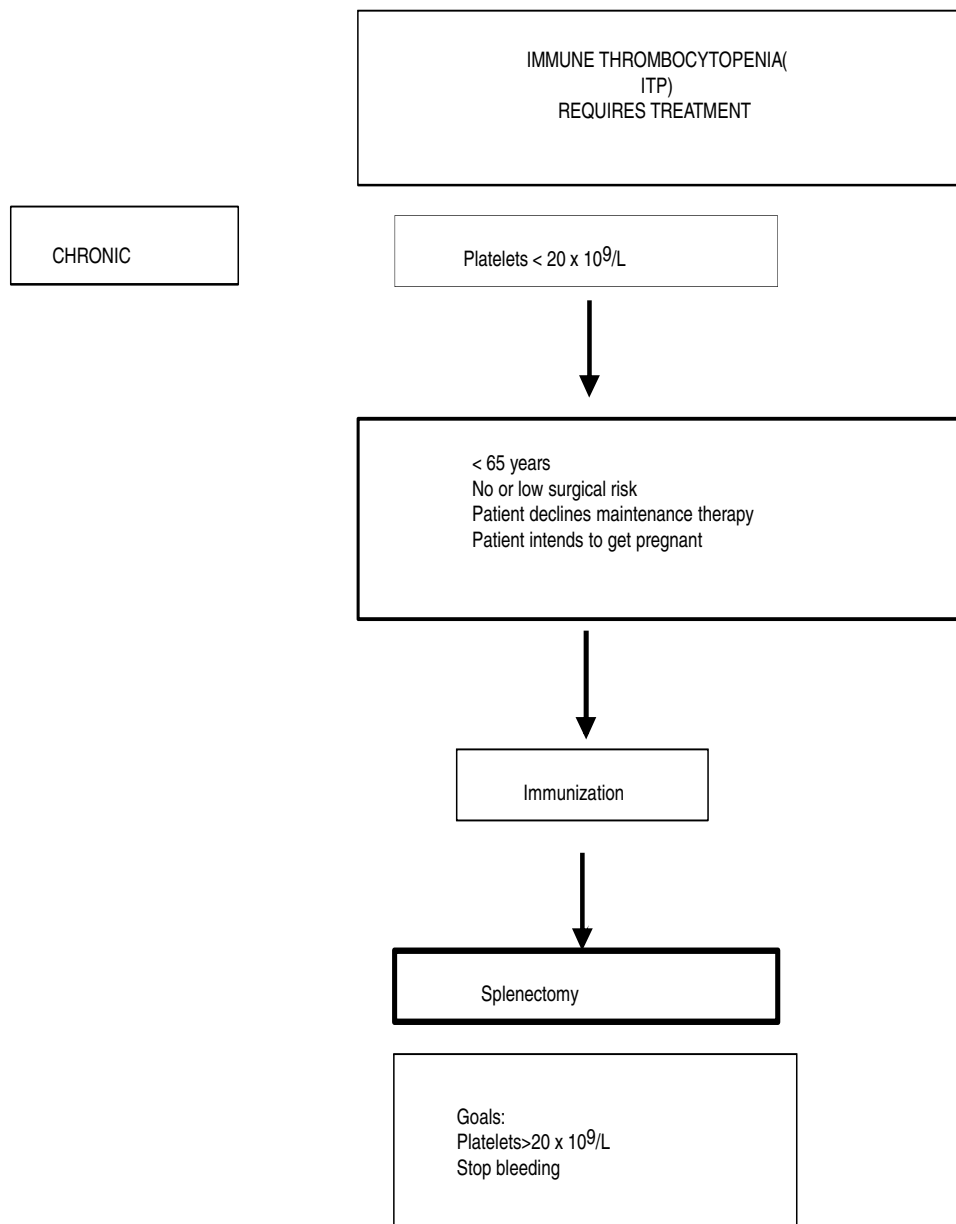 IMMUNE THROMBOCYTOPENIA(
ITP)
REQUIRES TREATMENT
CHRONIC
Platelets < 20 x 10⁹/L
< 65 years
No or low surgical risk
Patient declines maintenance therapy
Patient intends to get pregnant
Immunization
Splenectomy
Goals:
Platelets>20 x 10⁹/L
Stop bleeding